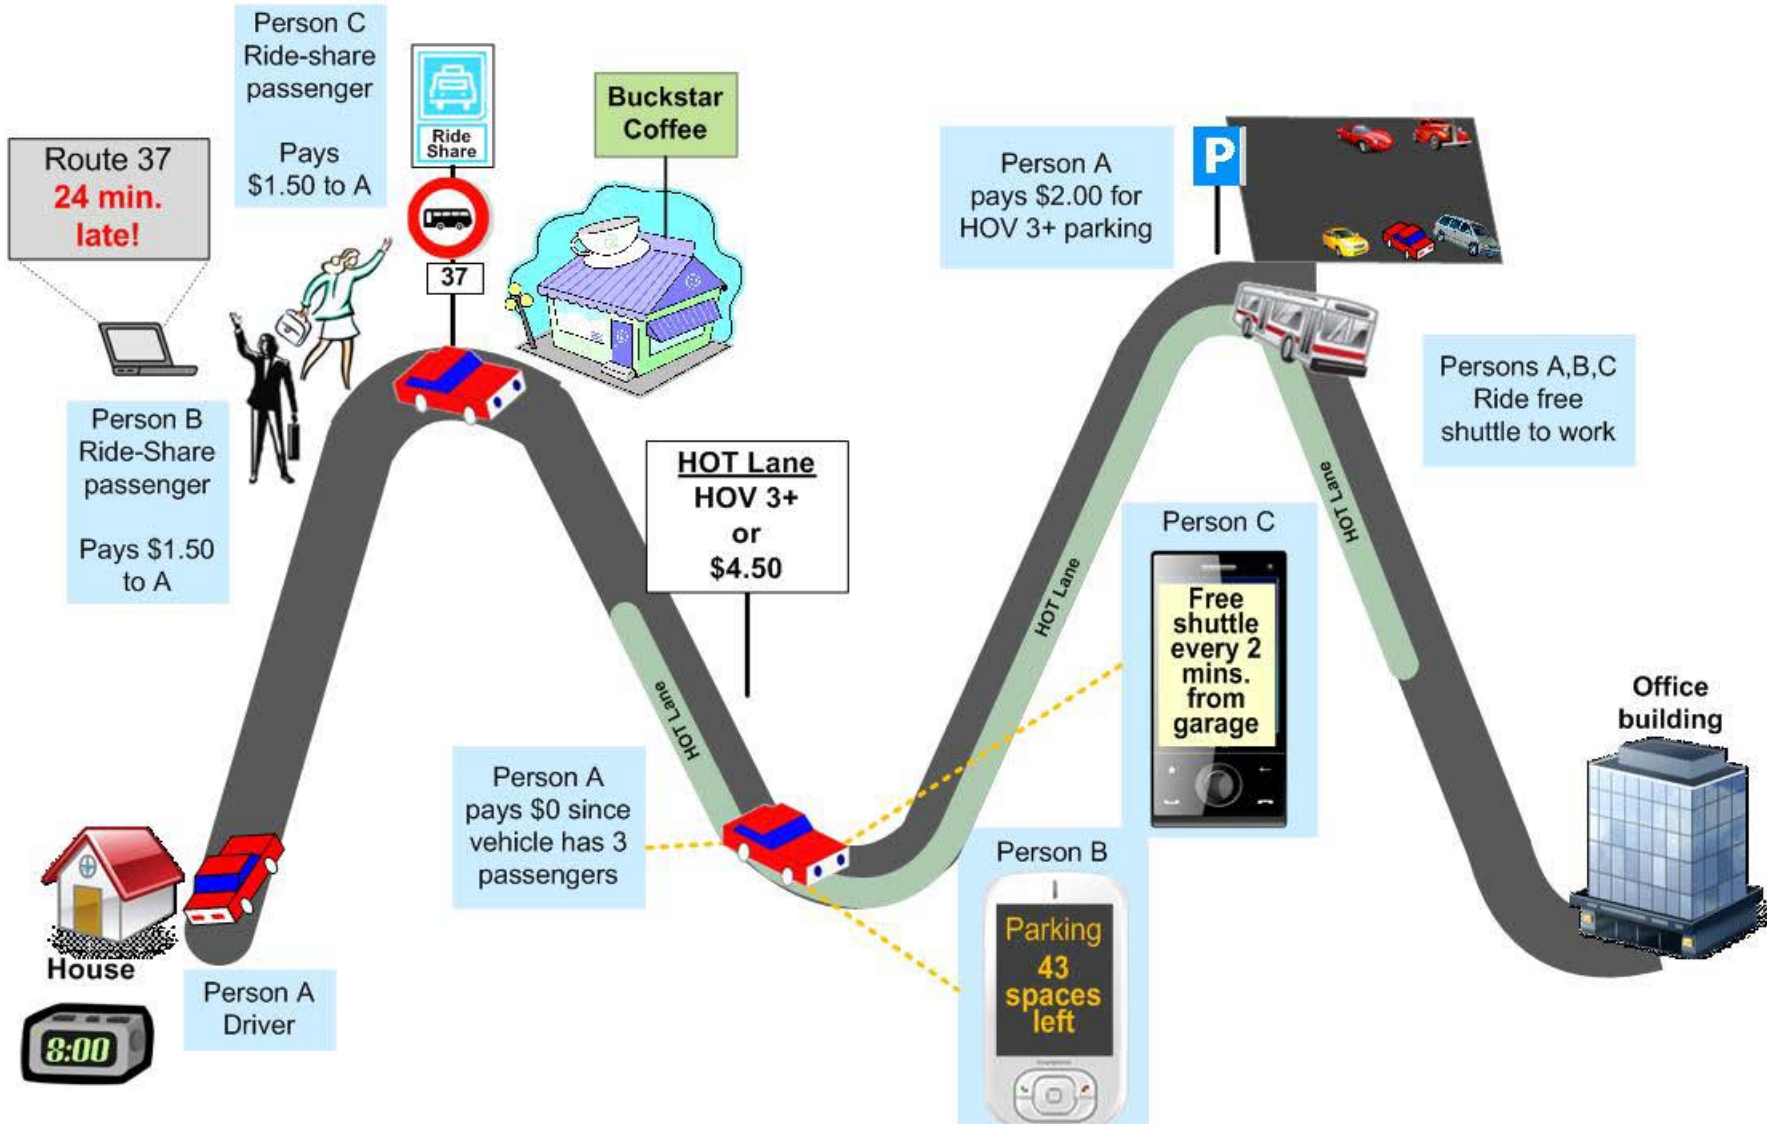 Person C
Ride-share
passenger
Pays
$1.50 to A
Ride
Share
37
Buckstar
Coffee
Route 37
24 min.
late!
Person B
Ride-Share
passenger
Pays $1.50
to A
House
8:00
Person A
Driver
HOT Lane
HOV 3+
or
$4.50
HOT Lane
Person A
pays $0 since
vehicle has 3
passengers
HOT Lane
Person C
Free
shuttle
every 2
mins.
from
garage
Person B
Parking
43
spaces
left
Person A
pays $2.00 for
HOV 3+ parking
P
HOT Lane
Persons A,B,C
Ride free
shuttle to work
Office
building